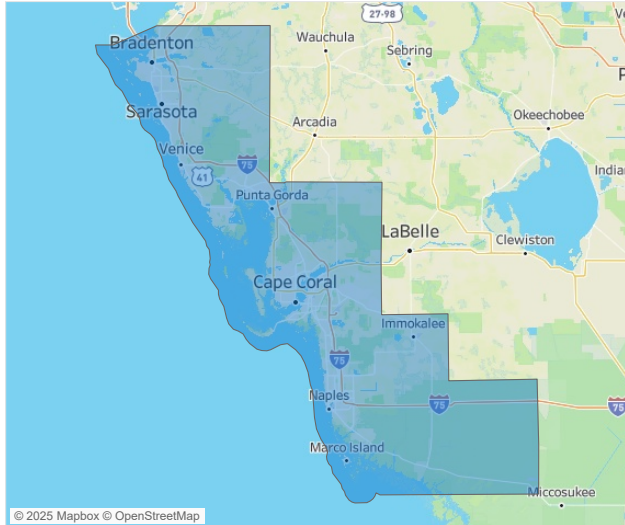 27-98
Wauchula
Bradenton
Sebring
Okeechobee
Sarasota
Arcadia
Venice
75
41
Punta Gorda
LaBelle
Clewiston
Cape Coral
Immokalee
75
Naples
75
75
Marco Island
Miccosukee
© 2025 Mapbox © OpenStreetMap